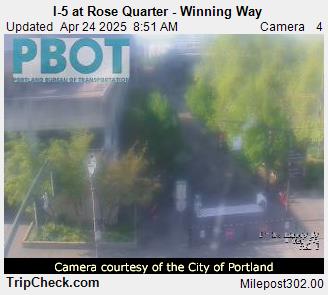 I-5 at Rose Quarter - Winning Way
Updated Apr 24 2025 8:51 AM Camera 4
PBOT
PORTLAND BUREAU OF TRANSPORTATION
Camera courtesy of the City of Portland
TripCheck.com Milepost302.00